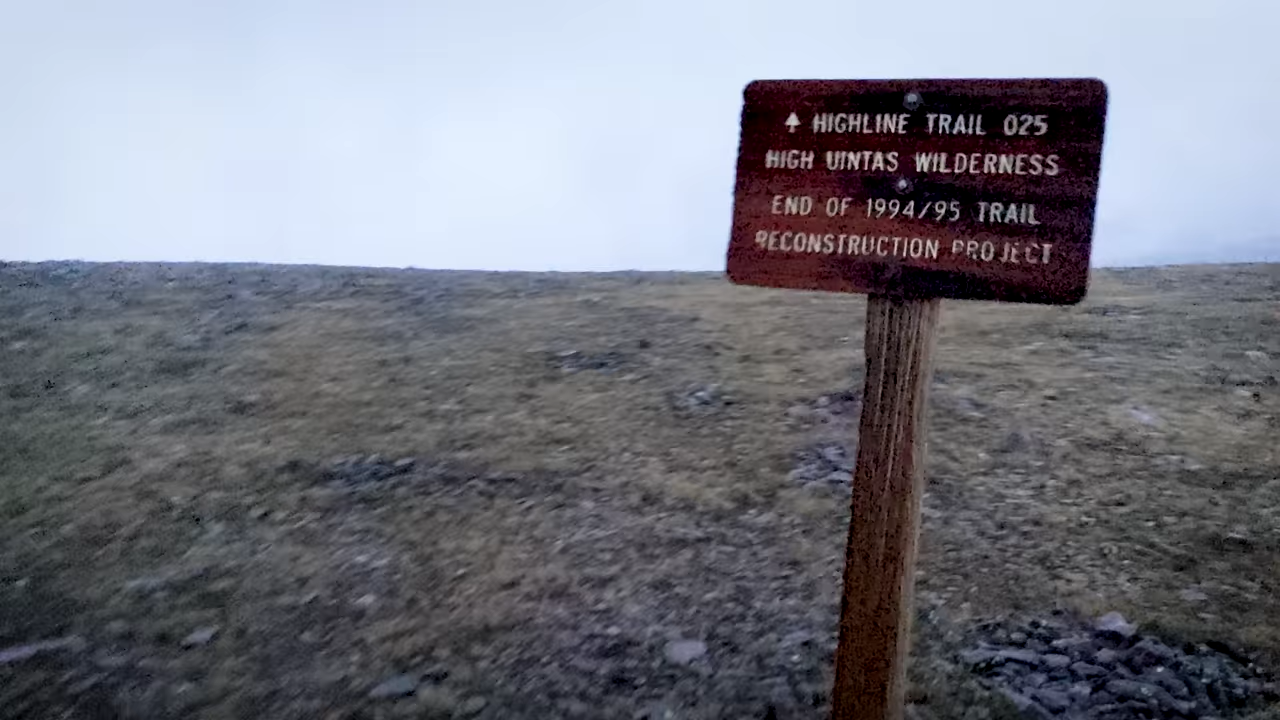 HIGHLINE TRAIL 025
HIGH UINTAS WILDERNESS
END OF 1994/95 TRAIL
RECONSTRUCTION PROJECT